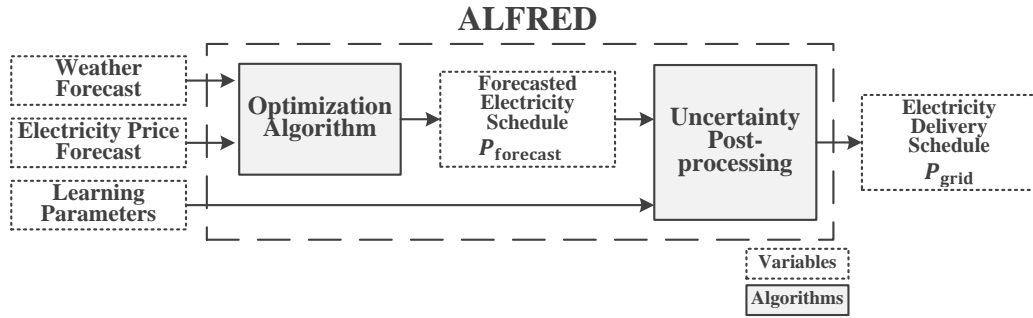 ALFRED
Weather
Forecast
Electricity Price
Forecast
Learning
Parameters
Optimization
Algorithm
Forecasted
Electricity
Schedule
P_forecast
Uncertainty
Post-
processing
Electricity
Delivery
Schedule
P_grid
Variables
Algorithms